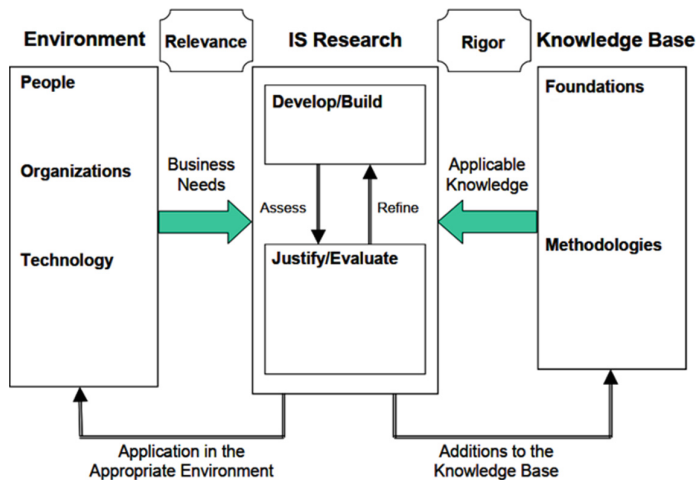 Environment
Relevance
IS Research
Rigor
Knowledge Base
People
Organizations
Technology
Business
Needs
Develop/Build
Assess
Refine
Justify/Evaluate
Applicable
Knowledge
Foundations
Methodologies
Application in the
Appropriate Environment
Additions to the
Knowledge Base